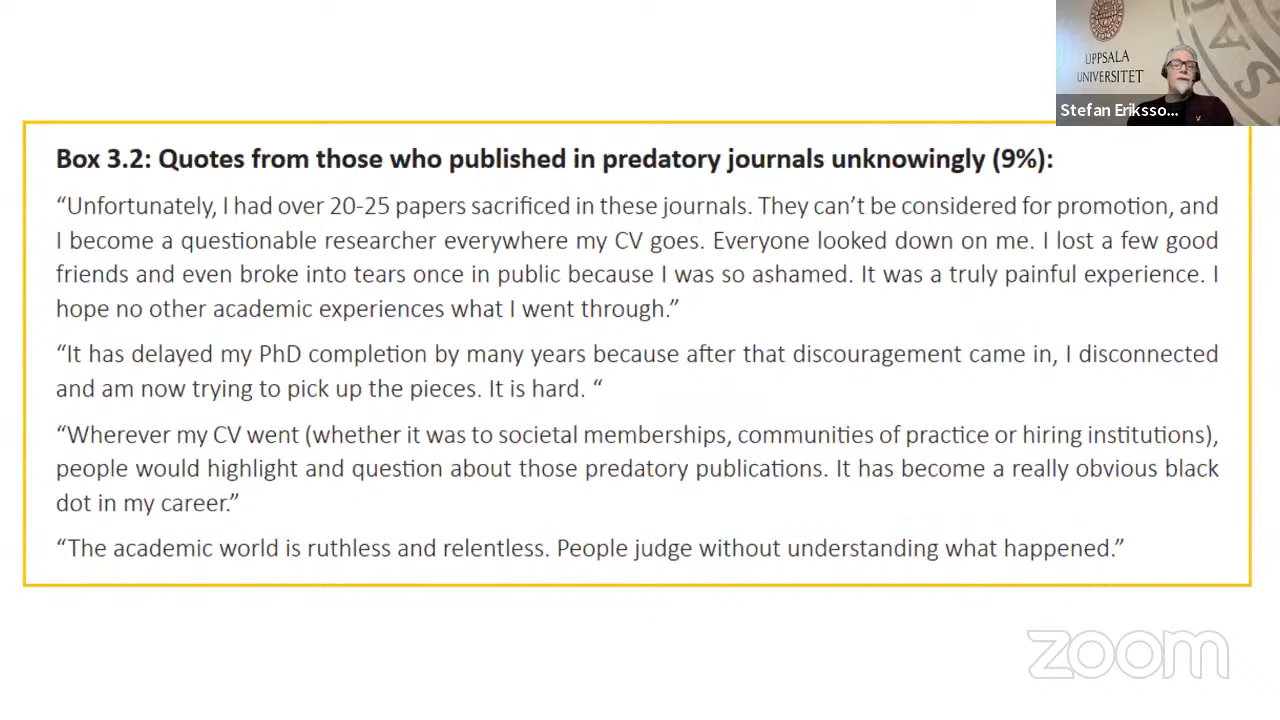 UPPSALA
UNIVERSITET
Stefan Eriksso...
Box 3.2: Quotes from those who published in predatory journals unknowingly (9%):
“Unfortunately, I had over 20-25 papers sacrificed in these journals. They can’t be considered for promotion, and
I become a questionable researcher everywhere my CV goes. Everyone looked down on me. I lost a few good
friends and even broke into tears once in public because I was so ashamed. It was a truly painful experience. I
hope no other academic experiences what I went through.”
“It has delayed my PhD completion by many years because after that discouragement came in, I disconnected
and am now trying to pick up the pieces. It is hard. “
“Wherever my CV went (whether it was to societal memberships, communities of practice or hiring institutions),
people would highlight and question about those predatory publications. It has become a really obvious black
dot in my career.”
“The academic world is ruthless and relentless. People judge without understanding what happened.”
zoom